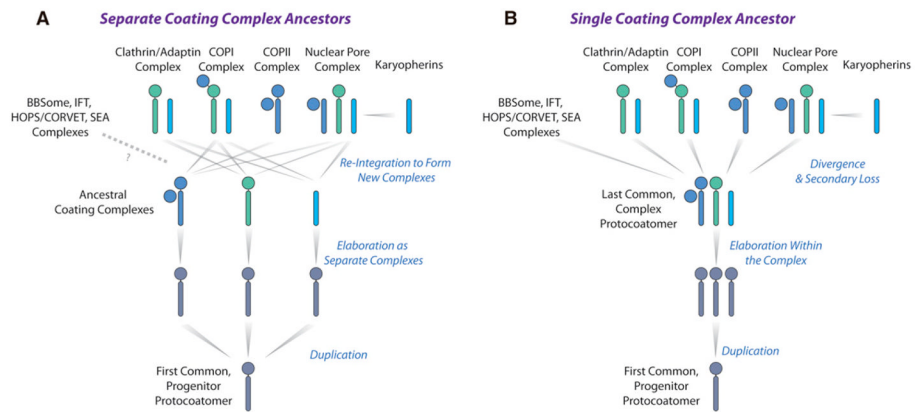 A
Separate Coating Complex Ancestors
Clathrin/Adaptin
Complex
COPI
Complex
COPII
Complex
Nuclear Pore
Complex
Karyopherins
BBSome, IFT,
HOPS/CORVET, SEA
Complexes
?
Re-Integration to Form
New Complexes
Ancestral
Coating Complexes
Elaboration as
Separate Complexes
Duplication
First Common,
Progenitor
Protocoatomer
B
Single Coating Complex Ancestor
Clathrin/Adaptin
Complex
COPI
Complex
COPII
Complex
Nuclear Pore
Complex
Karyopherins
BBSome, IFT,
HOPS/CORVET, SEA
Complexes
Divergence
& Secondary Loss
Last Common,
Complex
Protocoatomer
Elaboration Within
the Complex
Duplication
First Common,
Progenitor
Protocoatomer